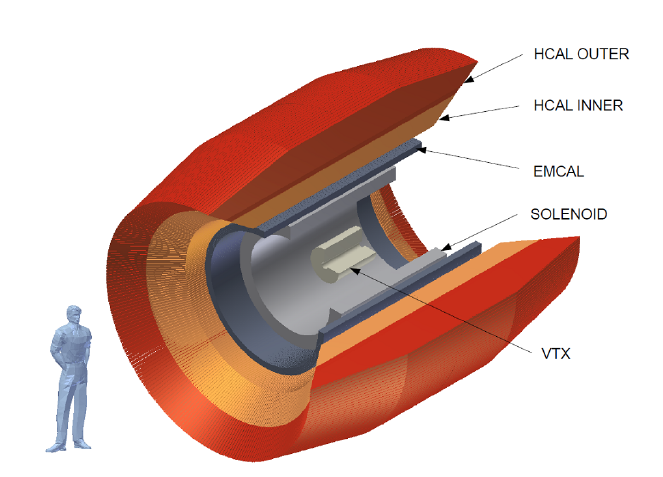 HCAL OUTER
HCAL INNER
EMCAL
SOLENOID
VTX